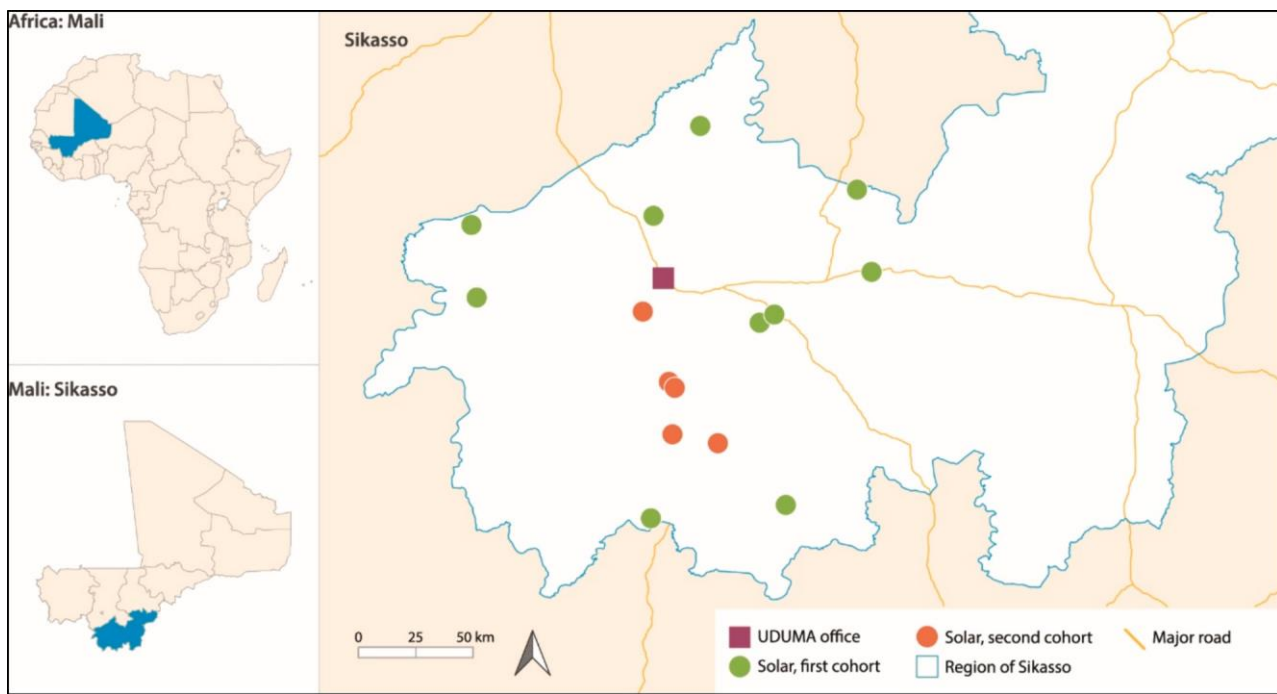 Africa: Mali
Sikasso
Mali: Sikasso
0 25 50 km
UDUMA office
Solar, first cohort
Solar, second cohort
Region of Sikasso
Major road